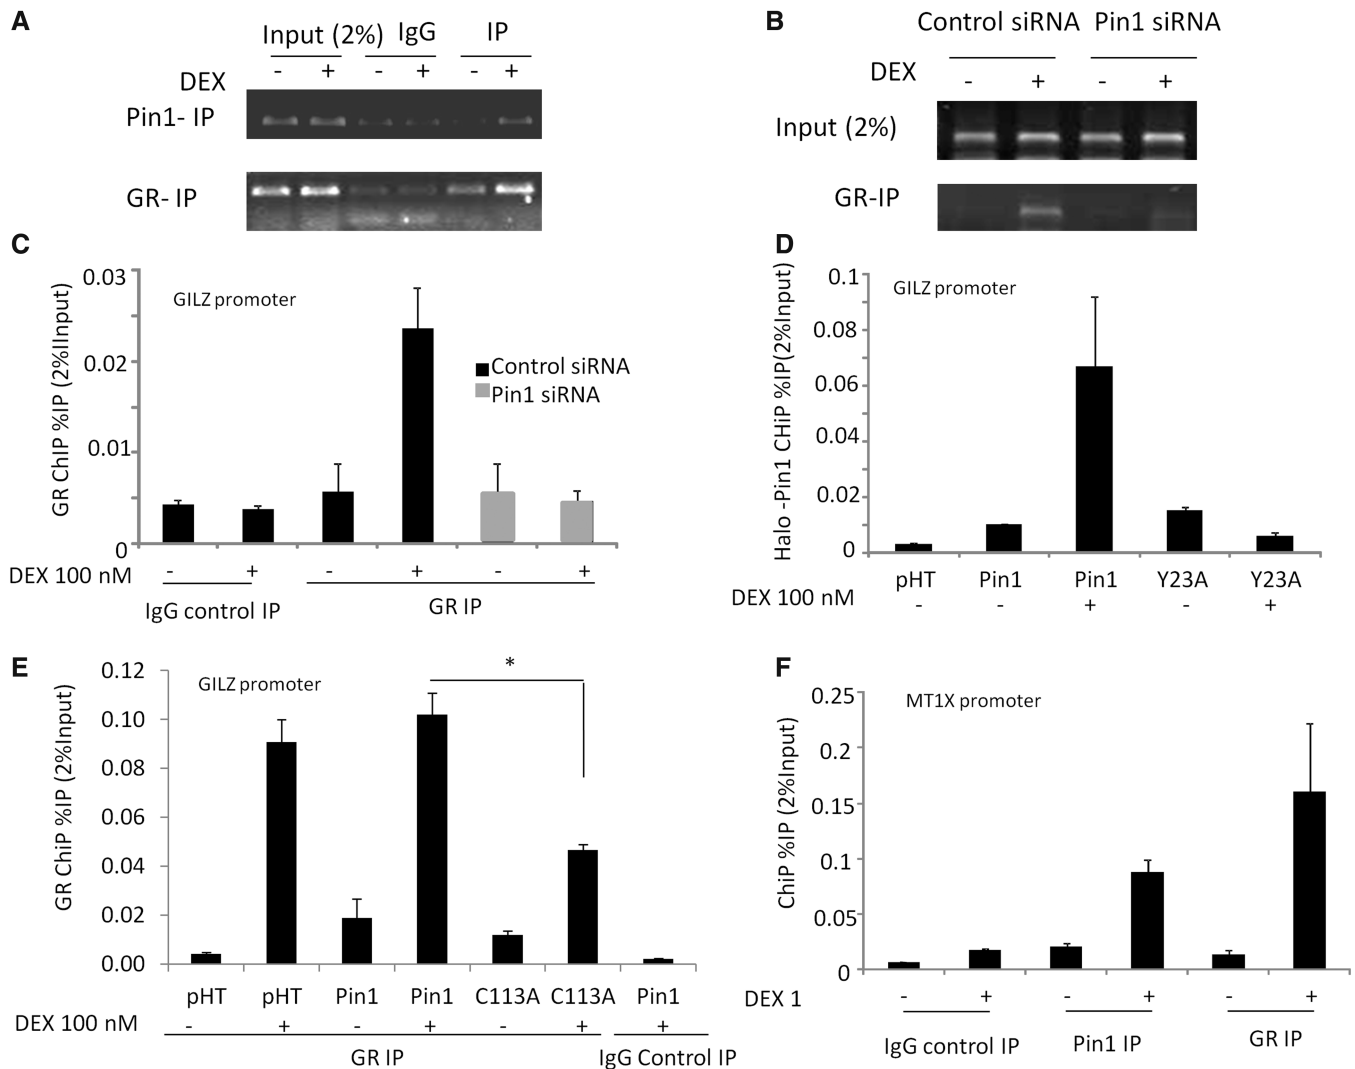 A
Input (2%) IgG IP
DEX - + - + - +
Pin1- IP
GR- IP
B
Control siRNA Pin1 siRNA
DEX - + - +
Input (2%)
GR-IP
C
GR ChIP %IP (2%IInput)
0.03
0.02
0.01
0
GILZ promoter
Control siRNA
Pin1 siRNA
DEX 100 nM - + - + - +
IgG control IP GR IP
D
Halo -Pin1 CHiP %IP(2%Input)
0.1
0.08
0.06
0.04
0.02
0
GILZ promoter
pHT Pin1 Pin1 Y23A Y23A
DEX 100 nM - - + - +
E
GR ChiP %IP (2%Input)
0.12
0.10
0.08
0.06
0.04
0.02
0.00
GILZ promoter
*
pHT pHT Pin1 Pin1 C113A C113A Pin1
DEX 100 nM - + - + - + +
GR IP IgG Control IP
F
ChiP %IP (2%Input)
0.25
0.2
0.15
0.1
0.05
0
MT1X promoter
DEX 1 - + - + - +
IgG control IP Pin1 IP GR IP